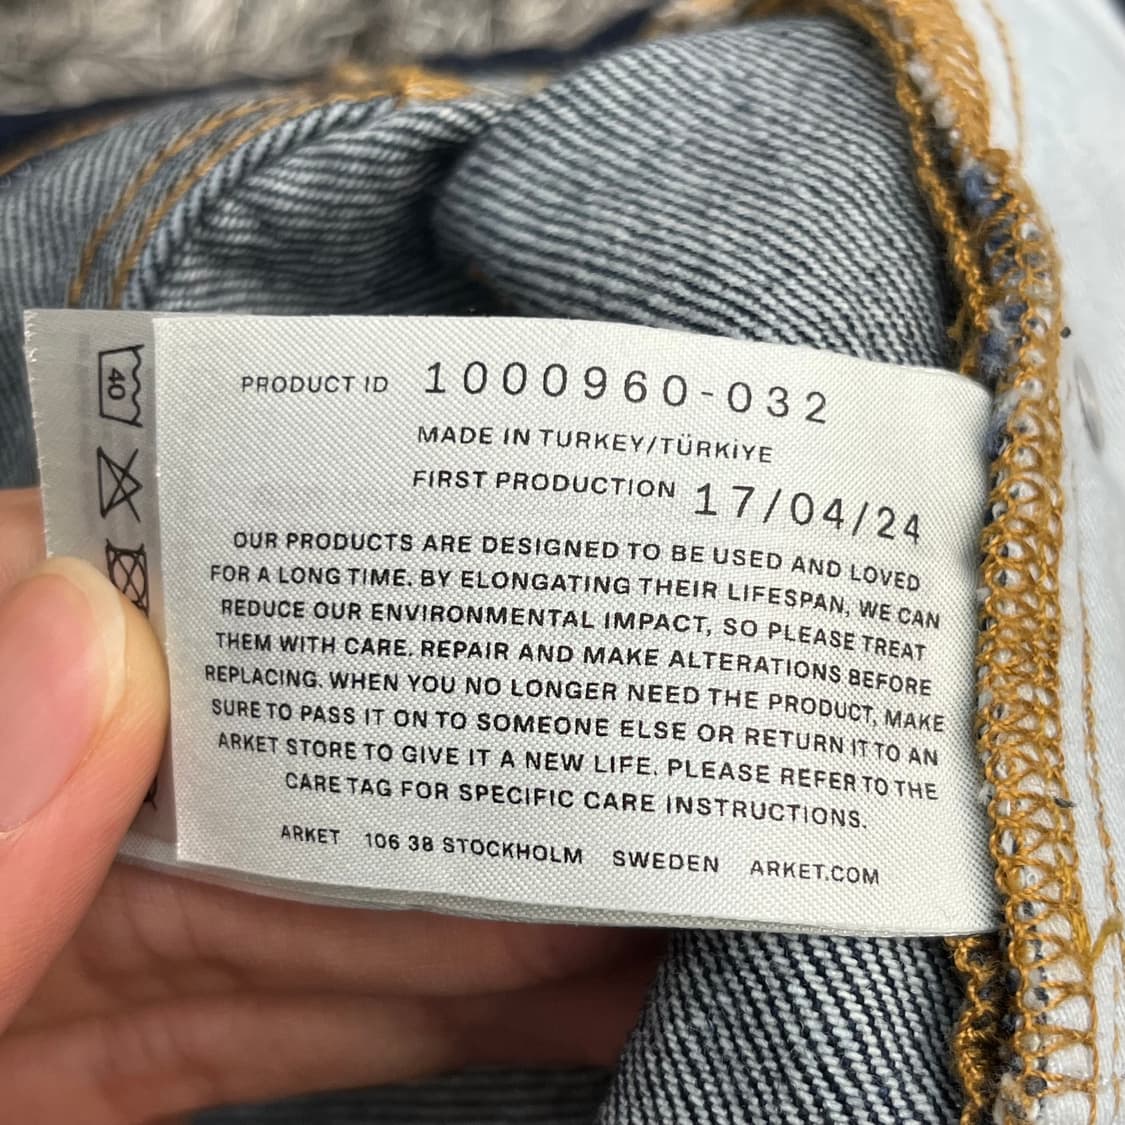 40
PRODUCT ID 1000960-032
MADE IN TURKEY/TÜRKİYE
FIRST PRODUCTION 17/04/24
OUR PRODUCTS ARE DESIGNED TO BE USED AND LOVED
FOR A LONG TIME. BY ELONGATING THEIR LIFESPAN, WE CAN
REDUCE OUR ENVIRONMENTAL IMPACT, SO PLEASE TREAT
THEM WITH CARE. REPAIR AND MAKE ALTERATIONS BEFORE
REPLACING. WHEN YOU NO LONGER NEED THE PRODUCT, MAKE
SURE TO PASS IT ON TO SOMEONE ELSE OR RETURN IT TO AN
ARKET STORE TO GIVE IT A NEW LIFE. PLEASE REFER TO THE
CARE TAG FOR SPECIFIC CARE INSTRUCTIONS.
ARKET 106 38 STOCKHOLM SWEDEN ARKET.COM